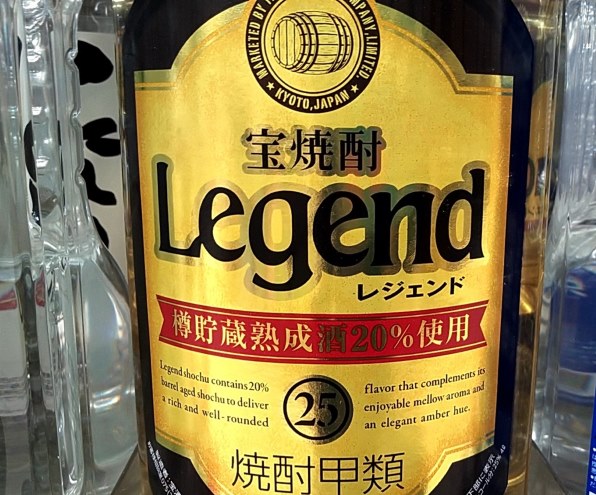 MARKETED BY
COMPANY, LIMITED.
★ KYOTO, JAPAN ★
宝焼酎
Legend
レジェンド
樽貯蔵熟成酒20%使用
Legend shochu contains 20%
barrel aged shochu to deliver
a rich and well-rounded
25
flavor that complements its
enjoyable mellow aroma and
an elegant amber hue.
焼酎甲類